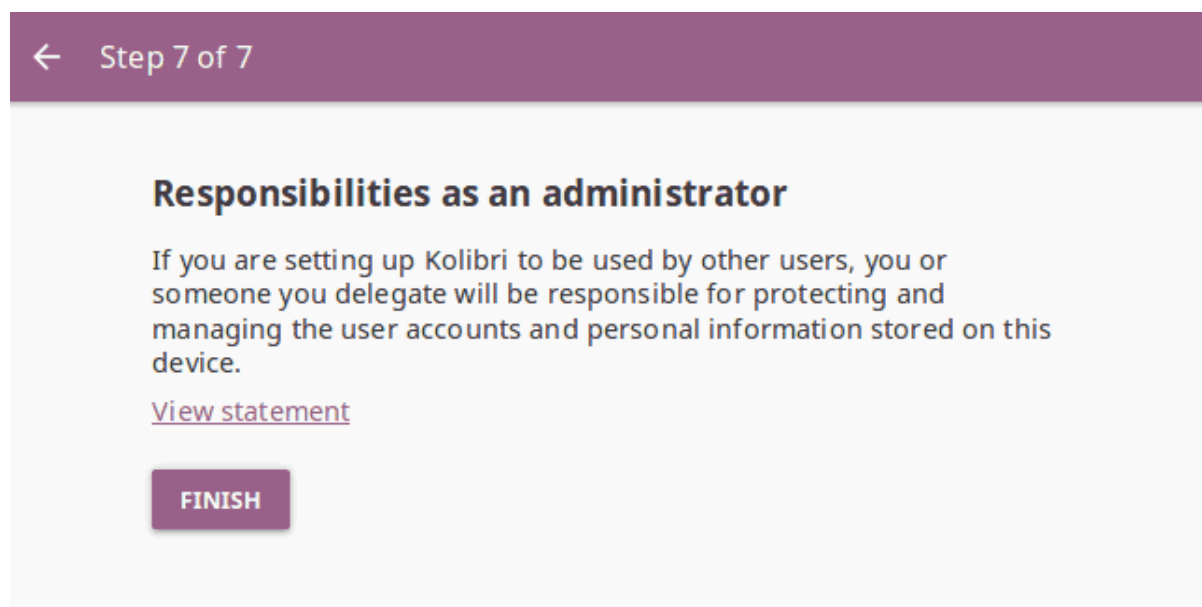 Step 7 of 7
Responsibilities as an administrator
If you are setting up Kolibri to be used by other users, you or
someone you delegate will be responsible for protecting and
managing the user accounts and personal information stored on this
device.
View statement
FINISH